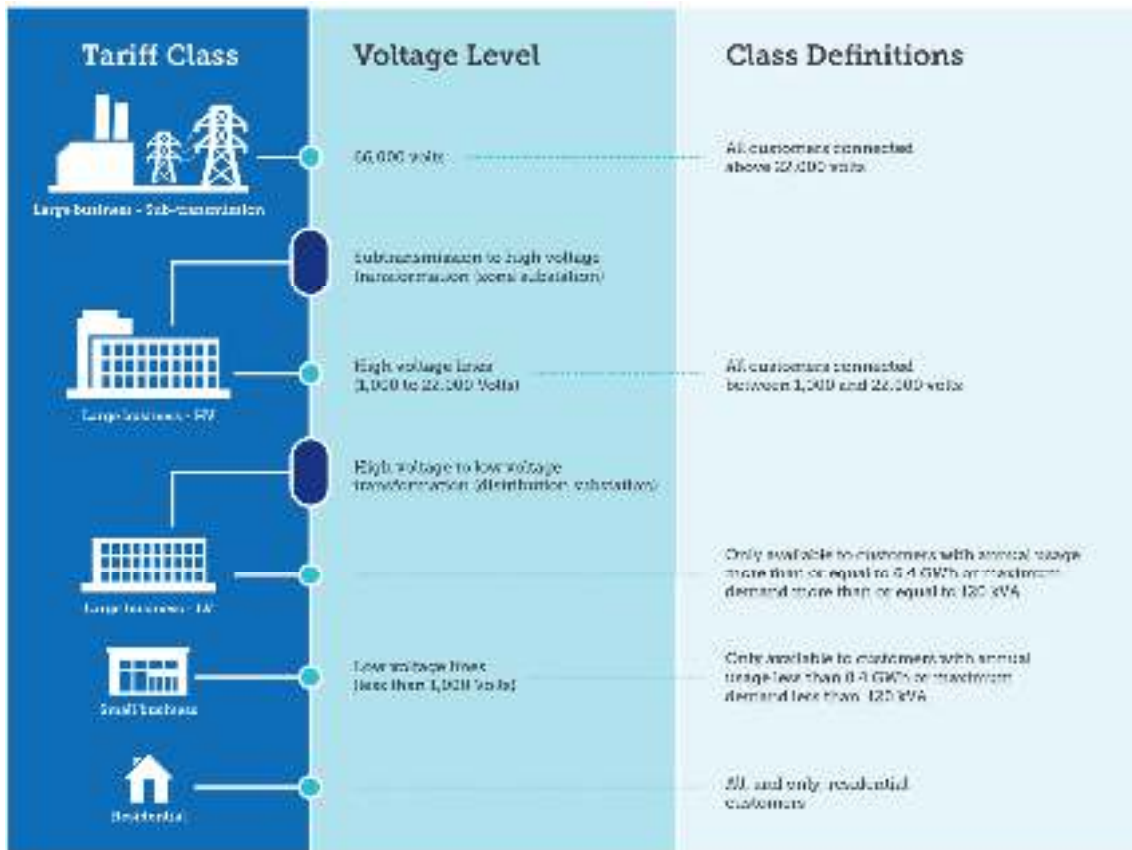 Tariff Class
Voltage Level
Class Definitions
Large business - Sub-transmission
66,000 volts
All customers connected
above 22,000 volts
Subtransmission to high voltage
transformation (zone substation)
Large business - HV
High voltage lines
(1,000 to 22,000 Volts)
All customers connected
between 1,000 and 22,000 volts
High voltage to low voltage
transformation (distribution substation)
Large business - LV
Only available to customers with annual usage
more than or equal to 0.4 GWh or maximum
demand more than or equal to 120 kVA
Small business
Low voltage lines
(less than 1,000 Volts)
Only available to customers with annual
usage less than 0.4 GWh or maximum
demand less than 120 kVA
Residential
All, and only, residential
customers